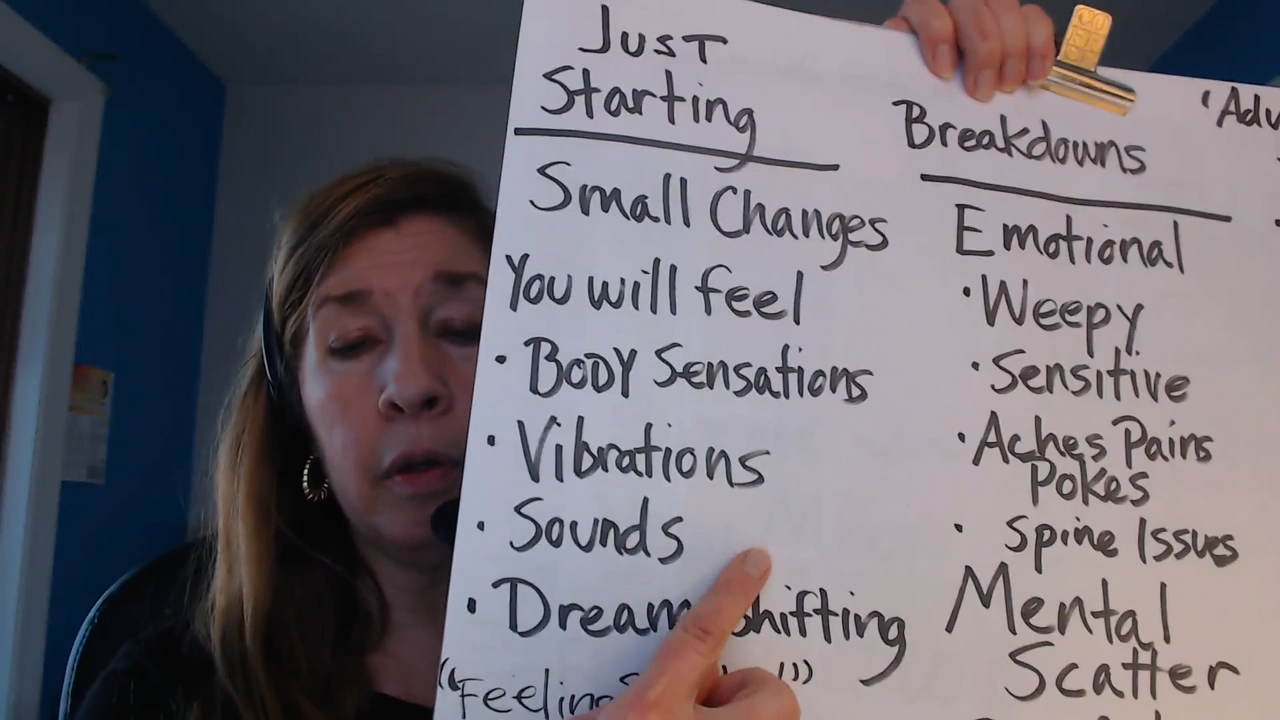 Just
Starting
Small Changes
You will feel
• Body Sensations
• Vibrations
• Sounds
• Dream Shifting
Breakdowns
Emotional
• Weepy
• Sensitive
• Aches Pains
Pokes
• Spine Issues
Mental
Scatter